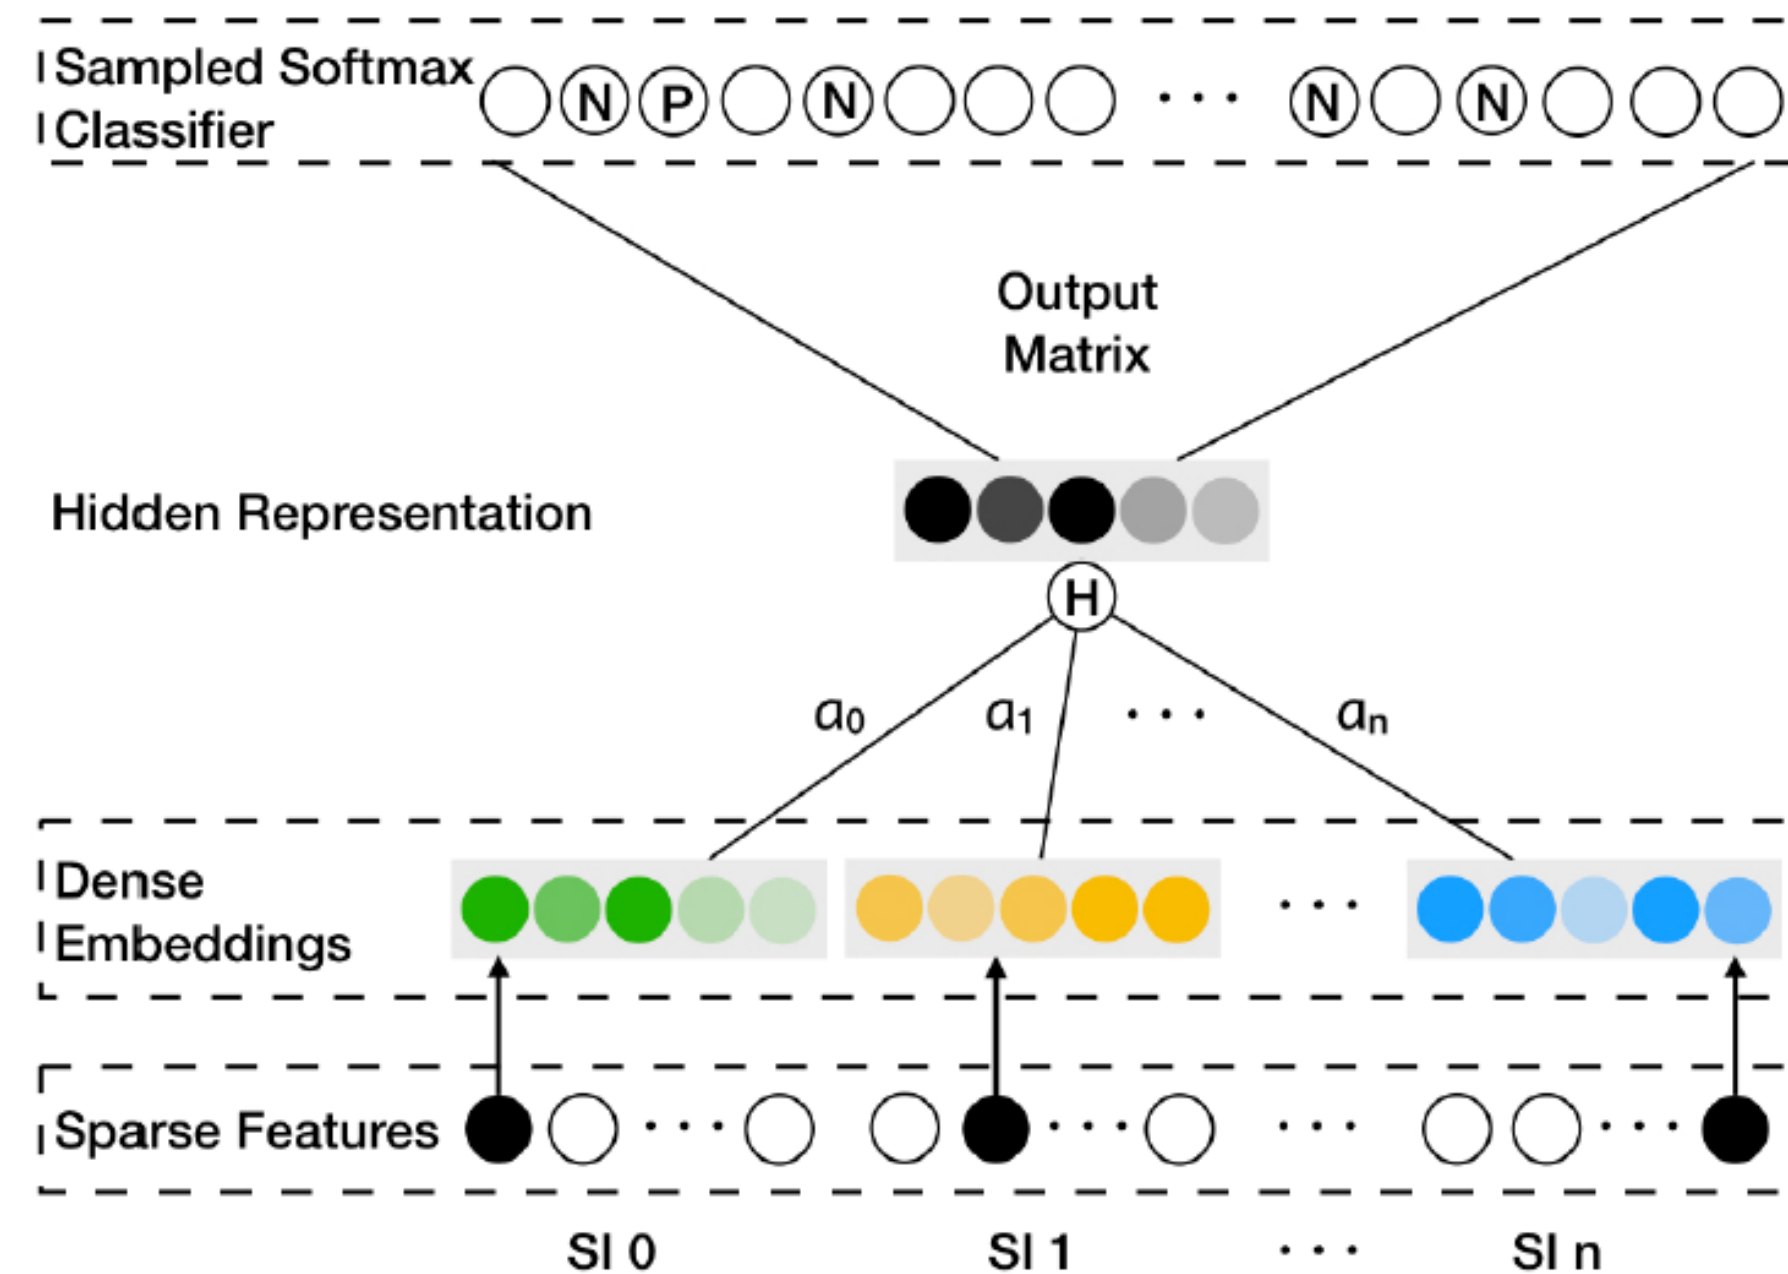 Sampled Softmax
Classifier
N P N ··· N N
Output
Matrix
Hidden Representation
H
a0 a1 ··· an
Dense
Embeddings
···
Sparse Features ··· ··· ··· ···
SI 0 SI 1 ··· SI n